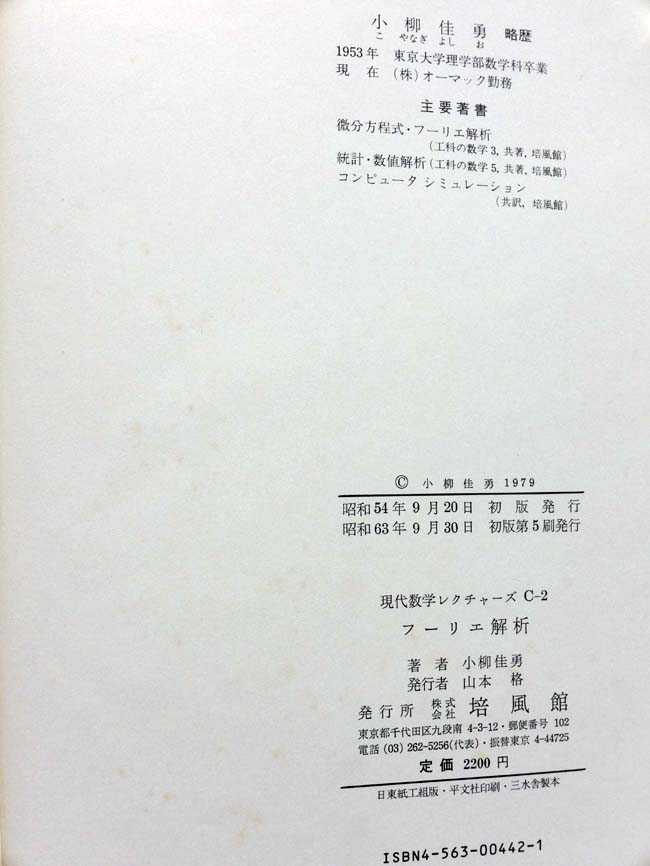 小柳佳勇 略歴
こ やなぎ よし お
1953年 東京大学理学部数学科卒業
現在 (株)オーマック勤務
主要著書
微分方程式・フーリエ解析
(工科の数学3, 共著, 培風館)
統計・数値解析(工科の数学5, 共著, 培風館)
コンピュータ シミュレーション
(共訳, 培風館)
© 小柳佳勇 1979
昭和54年9月20日 初版発行
昭和63年9月30日 初版第5刷発行
現代数学レクチャーズ C-2
フーリエ解析
著者 小柳佳勇
発行者 山本格
発行所 株式会社 培風館
東京都千代田区九段南4-3-12・郵便番号102
電話(03)262-5256(代表)・振替東京4-44725
定価 2200円
日東紙工組版・平文社印刷・三水舎製本
ISBN4-563-00442-1